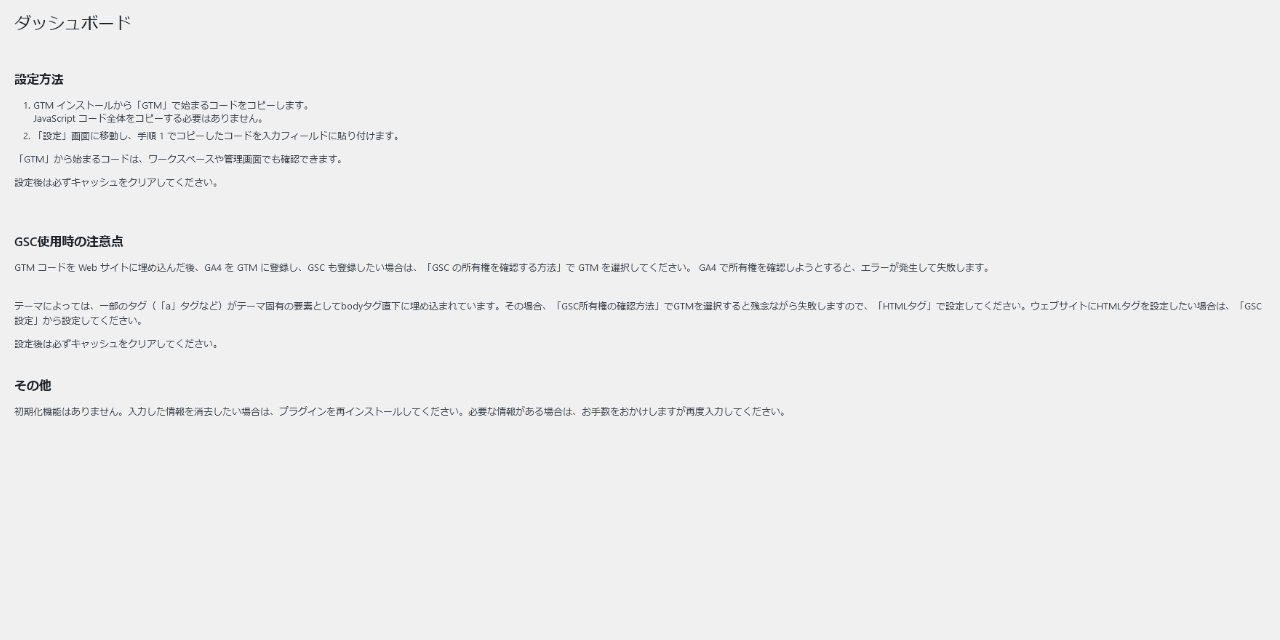 ダッシュボード
設定方法
1. GTM インストールから「GTM」で始まるコードをコピーします。
JavaScript コード全体をコピーする必要はありません。
2. 「設定」画面に移動し、手順 1 でコピーしたコードを入力フィールドに貼り付けます。
「GTM」から始まるコードは、ワークスペースや管理画面でも確認できます。
設定後は必ずキャッシュをクリアしてください。
GSC使用時の注意点
GTM コードを Web サイトに埋め込んだ後、GA4 を GTM に登録し、GSC も登録したい場合は、「GSC の所有権を確認する方法」で GTM を選択してください。 GA4 で所有権を確認しようとすると、エラーが発生して失敗します。
テーマによっては、一部のタグ（「a」タグなど）がテーマ固有の要素としてbodyタグ直下に埋め込まれています。その場合、「GSC所有権の確認方法」でGTMを選択すると残念ながら失敗しますので、「HTMLタグ」で設定してください。ウェブサイトにHTMLタグを設定したい場合は、「GSC
設定」から設定してください。
設定後は必ずキャッシュをクリアしてください。
その他
初期化機能はありません。入力した情報を消去したい場合は、プラグインを再インストールしてください。必要な情報がある場合は、お手数をおかけしますが再度入力してください。